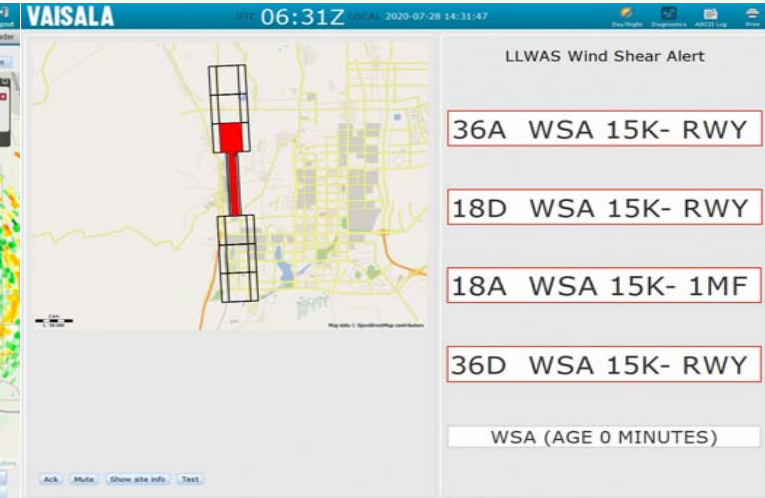 VAISALA
UTC 06:31Z LOCAL 2020-07-28 14:31:47
Day/Night Diagnostics Print
LLWAS Wind Shear Alert
36A WSA 15K- RWY
18D WSA 15K- RWY
18A WSA 15K- 1MF
36D WSA 15K- RWY
WSA (AGE 0 MINUTES)
Map data © OpenStreetMap contributors
Ack Mute Show site info Test